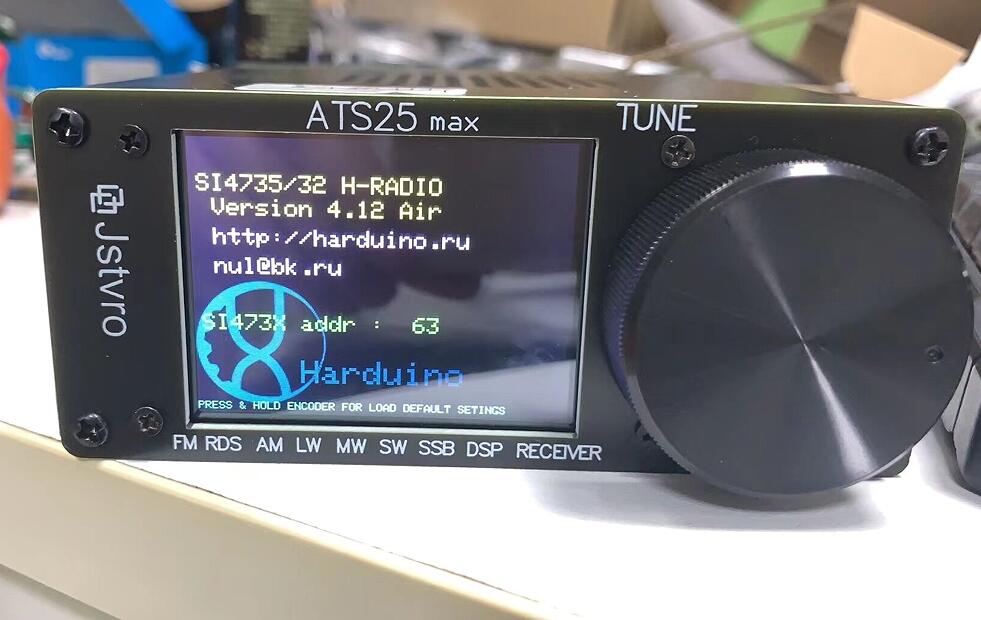 ATS25 max
TUNE
Jstvro
SI4735/32 H-RADIO
Version 4.12 Air
http://harduino.ru
nul@bk.ru
SI473X addr : 63
Harduino
PRESS & HOLD ENCODER FOR LOAD DEFAULT SETINGS
FM RDS AM LW MW SW SSB DSP RECEIVER